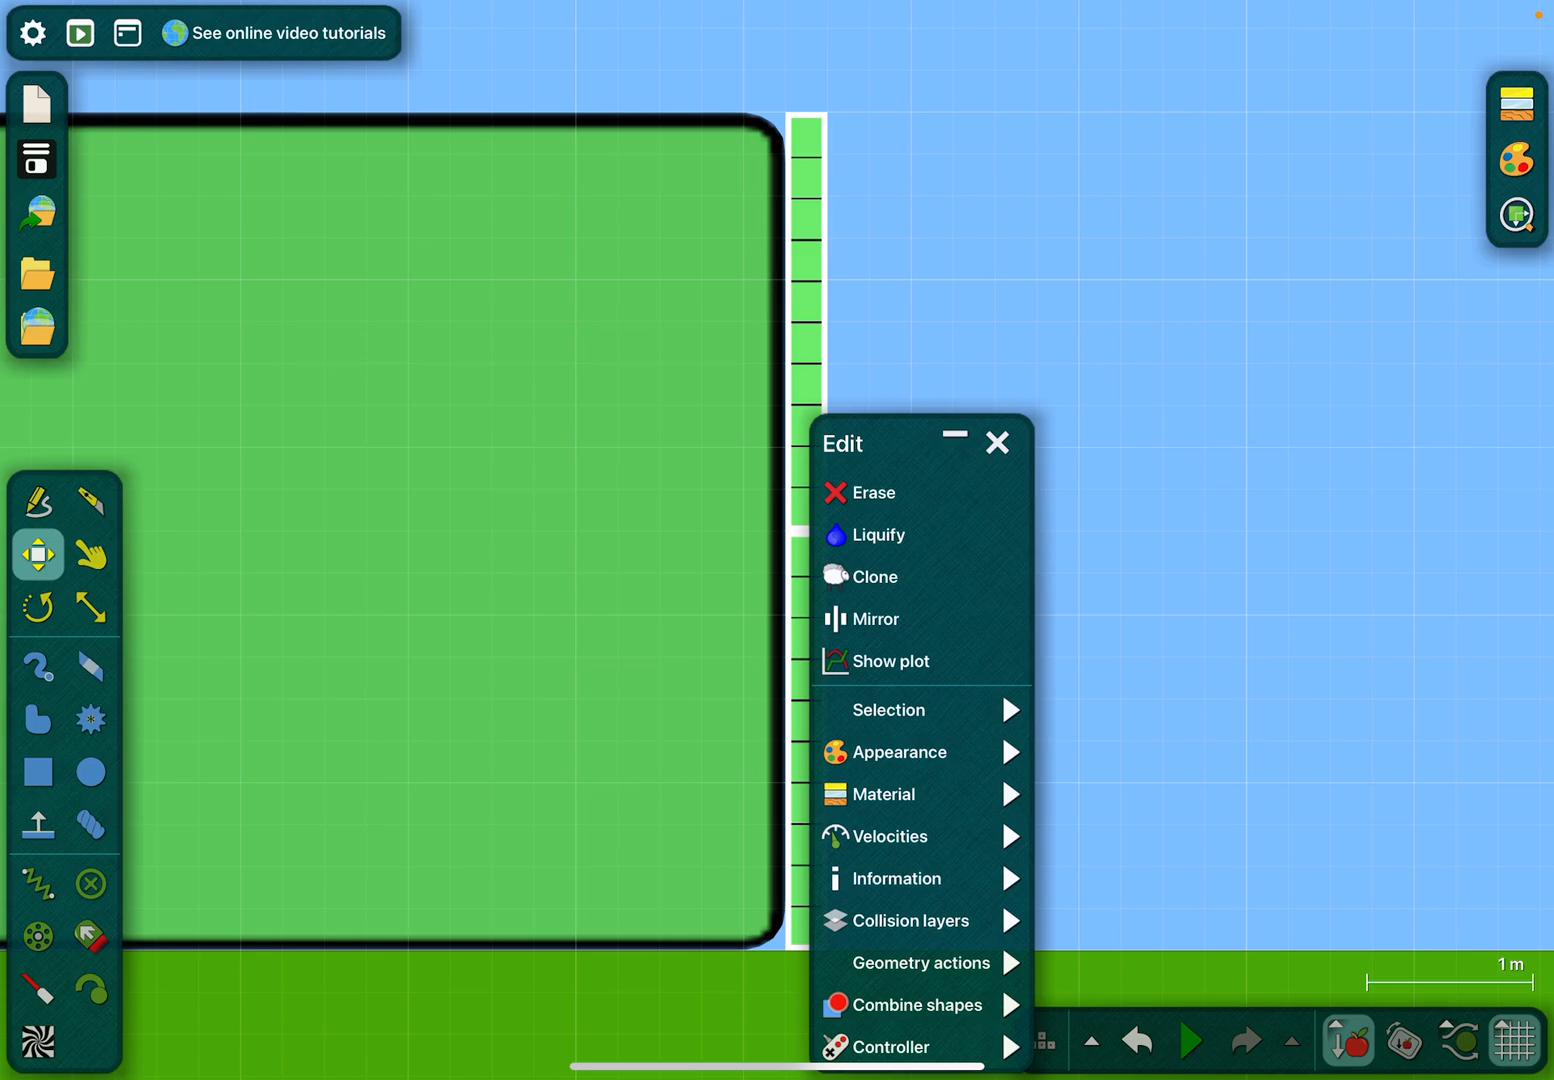 See online video tutorials
Edit
Erase
Liquify
Clone
Mirror
Show plot
Selection
Appearance
Material
Velocities
Information
Collision layers
Geometry actions
1 m
Combine shapes
Controller